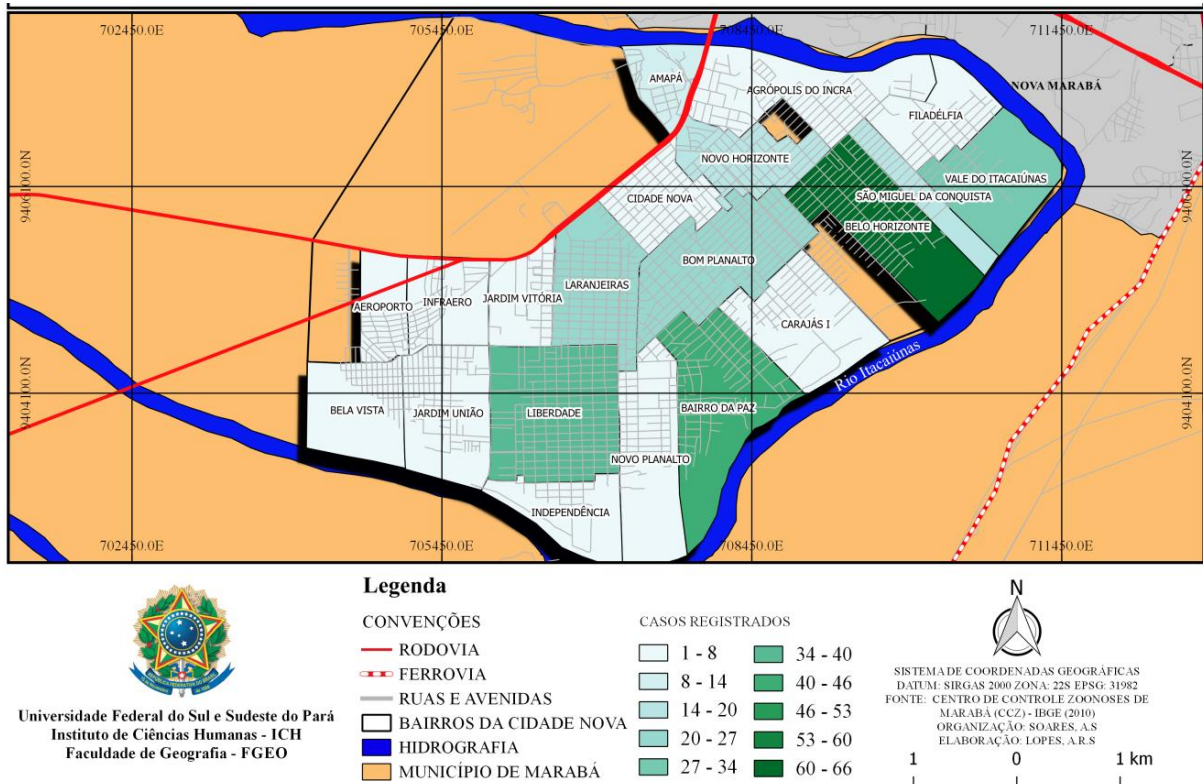 702450.0E
705450.0E
708450.0E
711450.0E
AMAPÁ
NOVA MARABÁ
AGRÓPOLIS DO INCRA
FILADÉLFIA
9406100.0N
NOVO HORIZONTE
VALE DO ITACAIÚNAS
9406100.0N
CIDADE NOVA
SÃO MIGUEL DA CONQUISTA
BELO HORIZONTE
BOM PLANALTO
LARANJEIRAS
AEROPORTO
INFRAERO
JARDIM VITÓRIA
CARAJÁS I
Rio Itacaiúnas
9404100.0N
BELA VISTA
JARDIM UNIÃO
LIBERDADE
BAIRRO DA PAZ
9404100.0N
NOVO PLANALTO
INDEPENDÊNCIA
702450.0E
705450.0E
708450.0E
711450.0E
REPÚBLICA FEDERATIVA DO BRASIL
Universidade Federal do Sul e Sudeste do Pará
Instituto de Ciências Humanas - ICH
Faculdade de Geografia - FGEO
Legenda
CONVENÇÕES
RODOVIA
FERROVIA
RUAS E AVENIDAS
BAIRROS DA CIDADE NOVA
HIDROGRAFIA
MUNICÍPIO DE MARABÁ
CASOS REGISTRADOS
1 - 8
8 - 14
14 - 20
20 - 27
27 - 34
34 - 40
40 - 46
46 - 53
53 - 60
60 - 66
N
SISTEMA DE COORDENADAS GEOGRÁFICAS
DATUM: SIRGAS 2000 ZONA: 22S EPSG: 31982
FONTE: CENTRO DE CONTROLE ZOONOSES DE
MARABÁ (CCZ) - IBGE (2010)
ORGANIZAÇÃO: SOARES, A.S
ELABORAÇÃO: LOPES, A.R.S
1 0 1 km